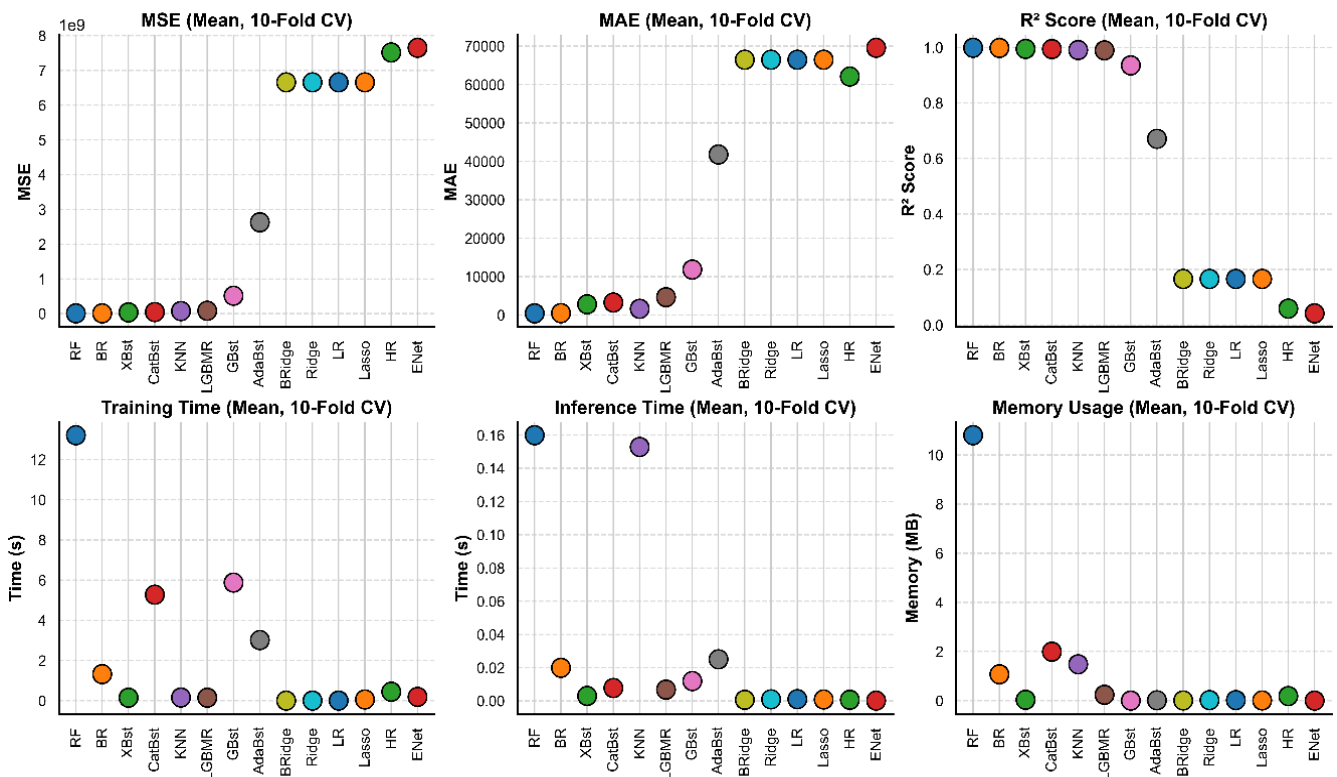 MSE (Mean, 10-Fold CV)
1e9
MSE
8
7
6
5
4
3
2
1
0
RF
BR
XBst
CatBst
KNN
LGBMR
GBst
AdaBst
BRidge
Ridge
LR
Lasso
HR
ENet
MAE (Mean, 10-Fold CV)
MAE
70000
60000
50000
40000
30000
20000
10000
0
RF
BR
XBst
CatBst
KNN
LGBMR
GBst
AdaBst
BRidge
Ridge
LR
Lasso
HR
ENet
R² Score (Mean, 10-Fold CV)
R² Score
1.0
0.8
0.6
0.4
0.2
0.0
RF
BR
XBst
CatBst
KNN
LGBMR
GBst
AdaBst
BRidge
Ridge
LR
Lasso
HR
ENet
Training Time (Mean, 10-Fold CV)
Time (s)
12
10
8
6
4
2
0
RF
BR
XBst
CatBst
KNN
LGBMR
GBst
AdaBst
BRidge
Ridge
LR
Lasso
HR
ENet
Inference Time (Mean, 10-Fold CV)
Time (s)
0.16
0.14
0.12
0.10
0.08
0.06
0.04
0.02
0.00
RF
BR
XBst
CatBst
KNN
LGBMR
GBst
AdaBst
BRidge
Ridge
LR
Lasso
HR
ENet
Memory Usage (Mean, 10-Fold CV)
Memory (MB)
10
8
6
4
2
0
RF
BR
XBst
CatBst
KNN
LGBMR
GBst
AdaBst
BRidge
Ridge
LR
Lasso
HR
ENet